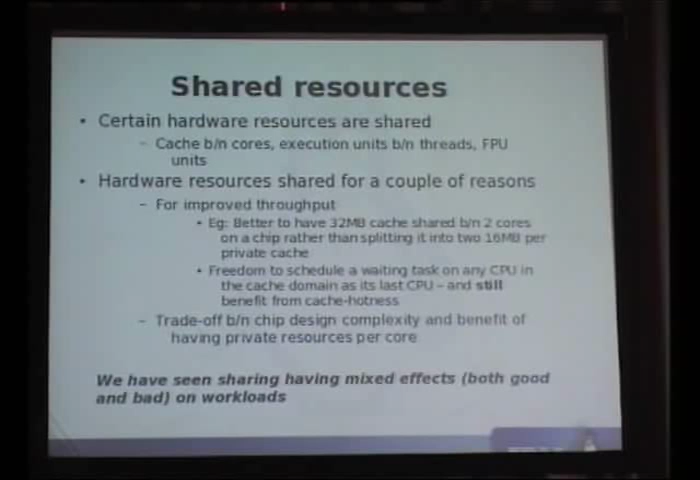 Shared resources
• Certain hardware resources are shared
– Cache b/n cores, execution units b/n threads, FPU
units
• Hardware resources shared for a couple of reasons
– For improved throughput
• Eg: Better to have 32MB cache shared b/n 2 cores
on a chip rather than splitting it into two 16MB per
private cache
• Freedom to schedule a waiting task on any CPU in
the cache domain as its last CPU – and still
benefit from cache-hotness
– Trade-off b/n chip design complexity and benefit of
having private resources per core
We have seen sharing having mixed effects (both good
and bad) on workloads